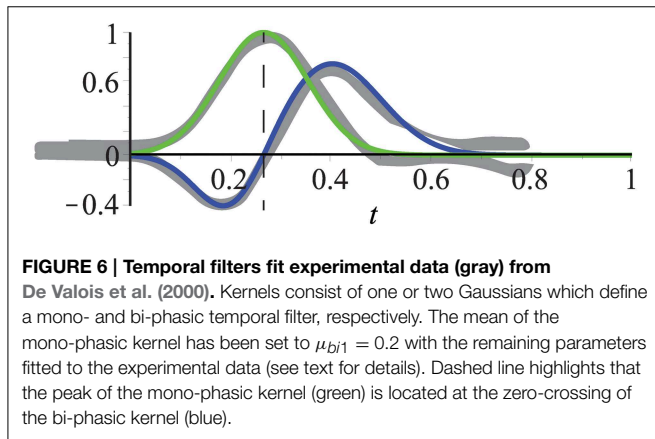 1
0.6
0
−0.4
0.2
0.4
0.6
0.8
1
t
FIGURE 6 | Temporal filters fit experimental data (gray) from
De Valois et al. (2000). Kernels consist of one or two Gaussians which define
a mono- and bi-phasic temporal filter, respectively. The mean of the
mono-phasic kernel has been set to μbi1 = 0.2 with the remaining parameters
fitted to the experimental data (see text for details). Dashed line highlights that
the peak of the mono-phasic kernel (green) is located at the zero-crossing of
the bi-phasic kernel (blue).